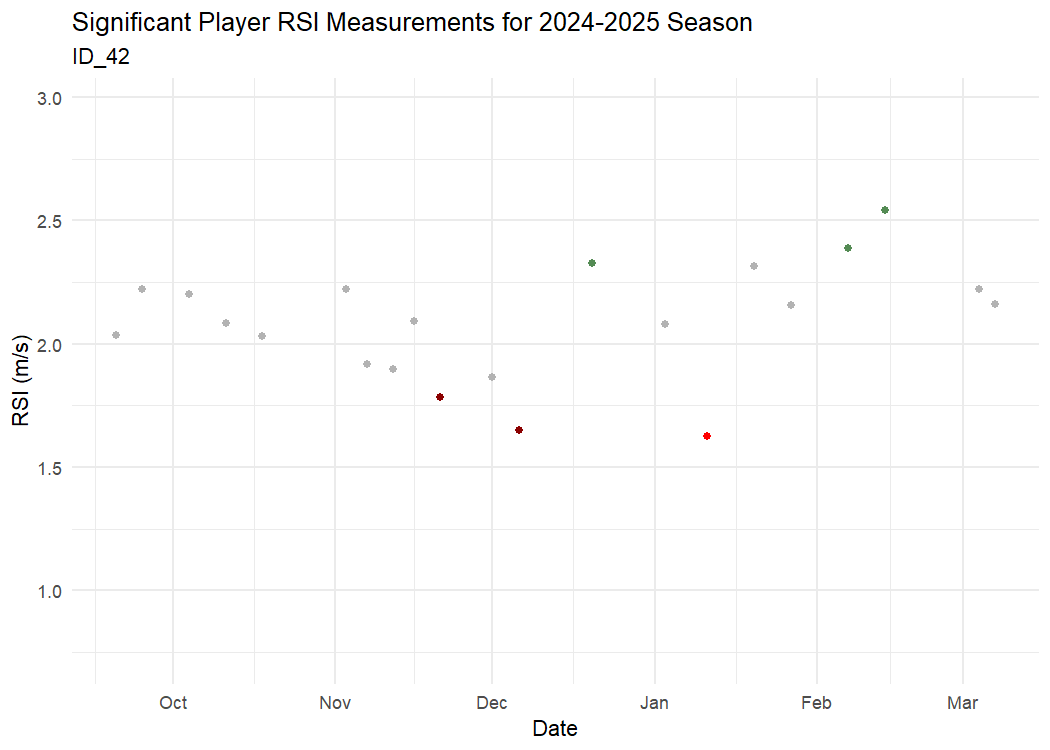 Significant Player RSI Measurements for 2024-2025 Season
ID_42
3.0
2.5
2.0
1.5
1.0
RSI (m/s)
Oct Nov Dec Jan Feb Mar
Date